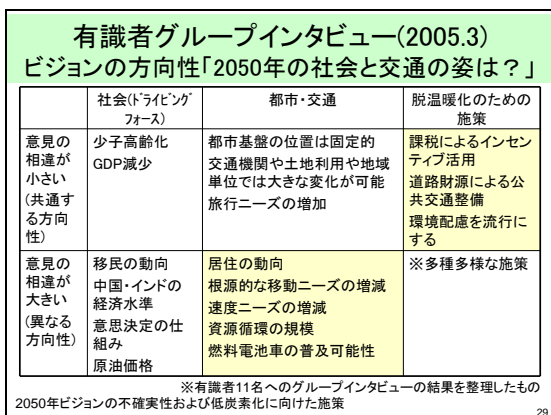 有識者グループインタビュー(2005.3)
ビジョンの方向性「2050年の社会と交通の姿は？」
社会(ドライビング
フォース)
都市・交通
脱温暖化のための
施策
意見の
相違が
小さい
(共通す
る方向
性)
少子高齢化
GDP減少
都市基盤の位置は固定的
交通機関や土地利用や地域
単位では大きな変化が可能
旅行ニーズの増加
課税によるインセン
ティブ活用
道路財源による公
共交通整備
環境配慮を流行に
する
意見の
相違が
大きい
(異なる
方向性)
移民の動向
中国・インドの
経済水準
意思決定の仕
組み
原油価格
居住の動向
根源的な移動ニーズの増減
速度ニーズの増減
資源循環の規模
燃料電池車の普及可能性
※多種多様な施策
※有識者11名へのグループインタビューの結果を整理したもの
2050年ビジョンの不確実性および低炭素化に向けた施策
29